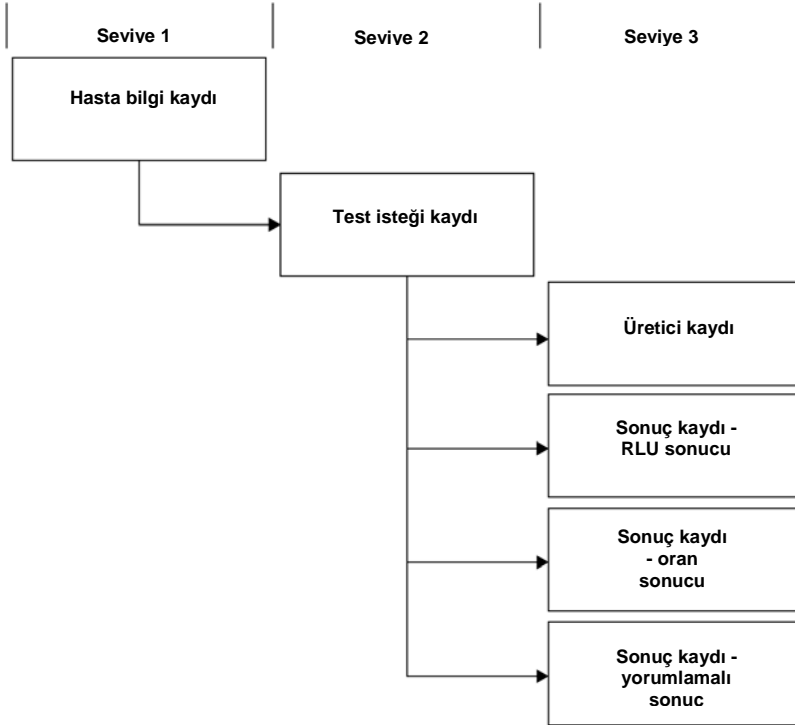 Seviye 1
Seviye 2
Seviye 3
Hasta bilgi kaydı
Test isteği kaydı
Üretici kaydı
Sonuç kaydı -
RLU sonucu
Sonuç kaydı
- oran
sonucu
Sonuç kaydı -
yorumlamalı
sonuc